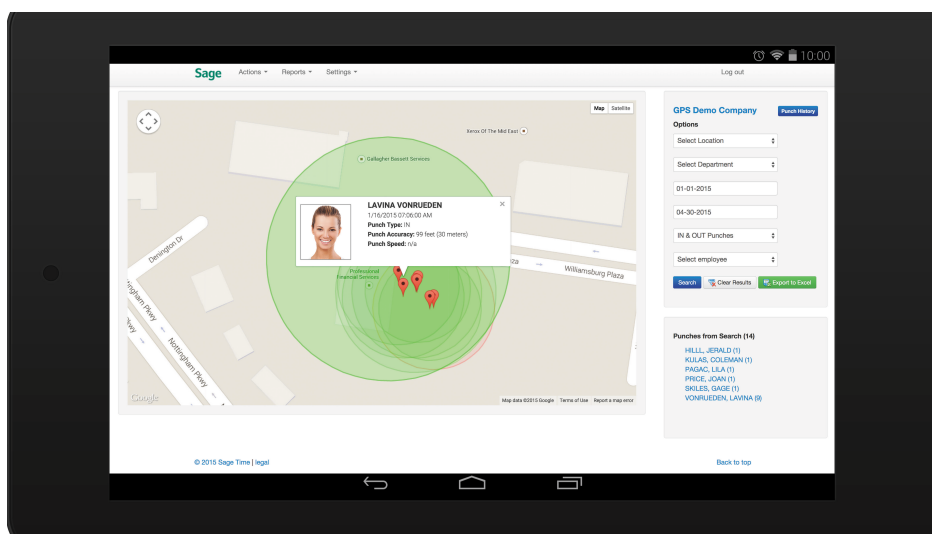 10:00
Sage Actions Reports Settings Log out
Map Satellite
Xerox Of The Mid East
Gallagher Bassett Services
LAVINA VONRUEDEN
1/16/2015 07:06:00 AM
Punch Type: IN
Punch Accuracy: 99 feet (30 meters)
Punch Speed: n/a
Denington Dr
Williamsburg Plaza
Professional
Financial Services
Nottingham Pkwy
Google
Map data ©2015 Google Terms of Use Report a map error
GPS Demo Company Punch History
Options
Select Location
Select Department
01-01-2015
04-30-2015
IN & OUT Punches
Select employee
Search Clear Results Export to Excel
Punches from Search (14)
HILLL, JERALD (1)
KULAS, COLEMAN (1)
PAGAC, LILA (1)
PRICE, JOAN (1)
SKILES, GAGE (1)
VONRUEDEN, LAVINA (9)
© 2015 Sage Time | legal
Back to top